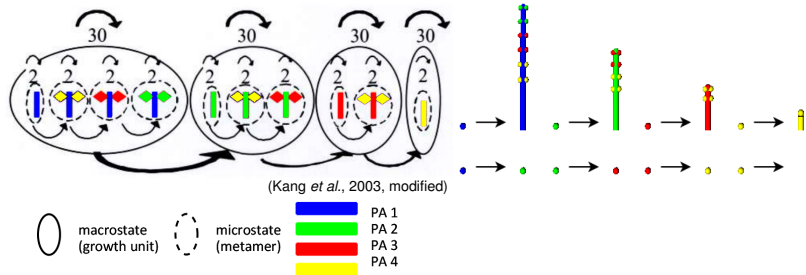 30 30 30 30
2 2 2 2 2 2 2 2 2 2
(Kang et al., 2003, modified)
macrostate
(growth unit)
microstate
(metamer)
PA 1
PA 2
PA 3
PA 4